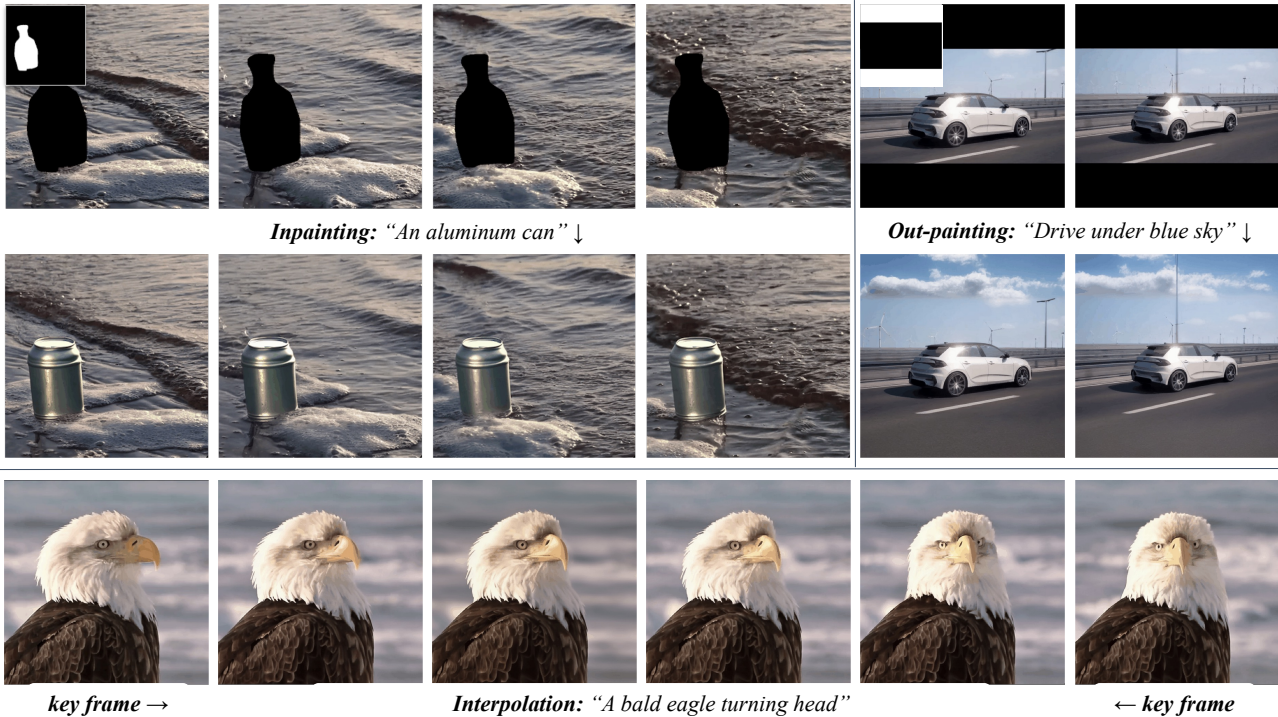 Inpainting: “An aluminum can” ↓
Out-painting: “Drive under blue sky” ↓
key frame →
Interpolation: “A bald eagle turning head”
← key frame